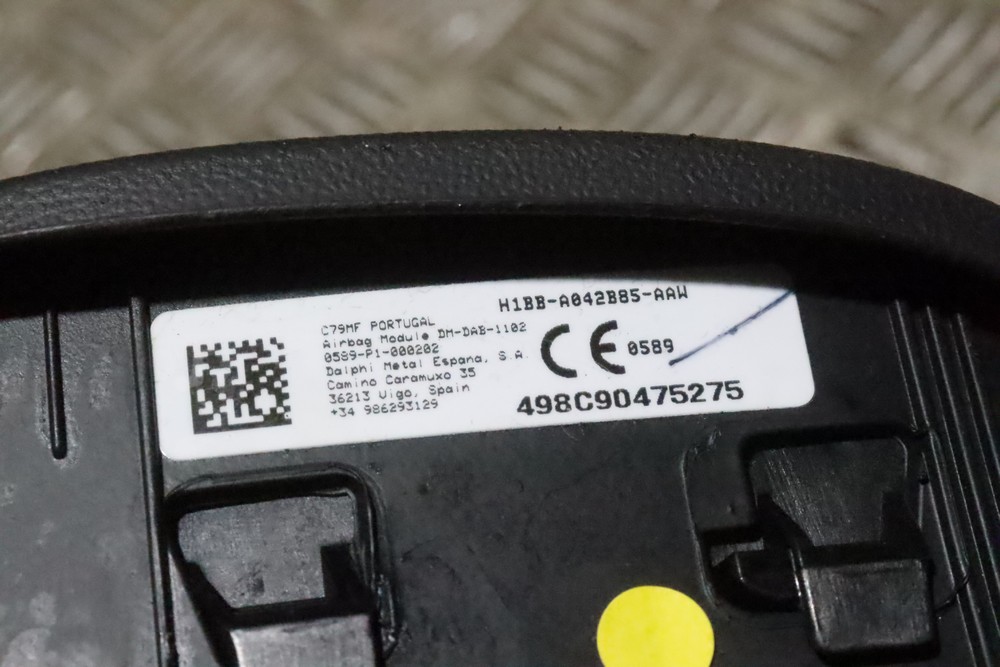 H1BB-A042B85-AAW
C79MF PORTUGAL
Airbag Module DM-DAB-1102
0589-P1-000202
Dalphi Metal Espana, S.A.
Camino Caramuxo 35
36213 Vigo, Spain
+34 986293129
CE 0589
498C90475275